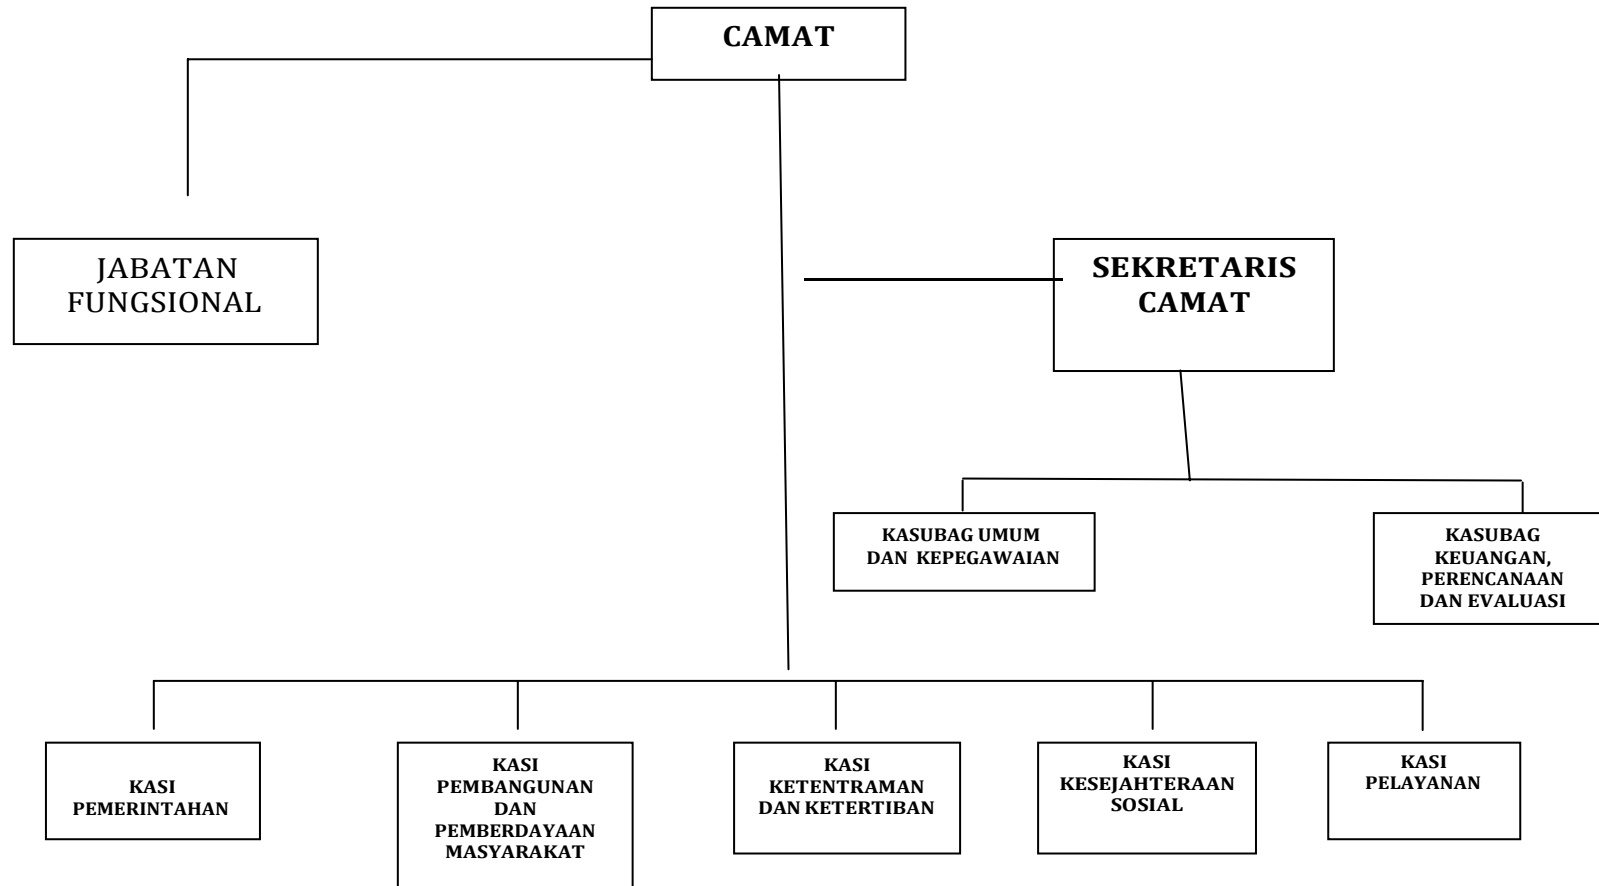 CAMAT
JABATAN
FUNGSIONAL
SEKRETARIS
CAMAT
KASUBAG UMUM
DAN KEPEGAWAIAN
KASUBAG
KEUANGAN,
PERENCANAAN
DAN EVALUASI
KASI
PEMERINTAHAN
KASI
PEMBANGUNAN
DAN
PEMBERDAYAAN
MASYARAKAT
KASI
KETENTRAMAN
DAN KETERTIBAN
KASI
KESEJAHTERAAN
SOSIAL
KASI
PELAYANAN